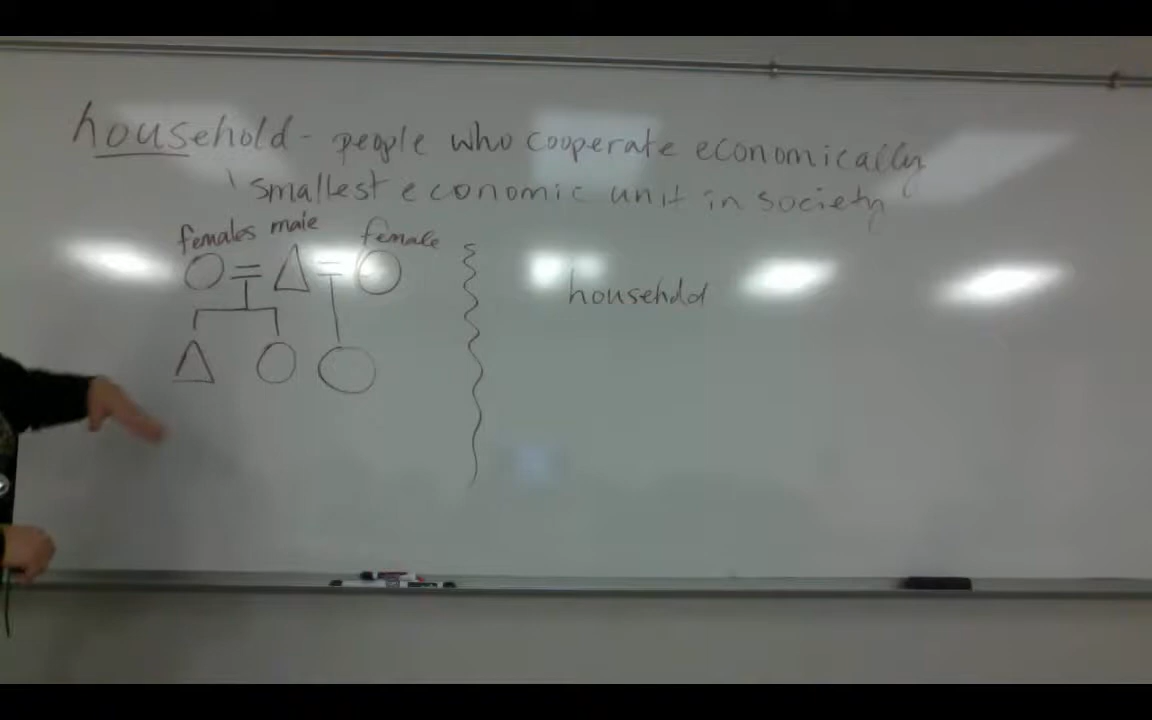 household - people who cooperate economically
smallest economic unit in society
females male female
household